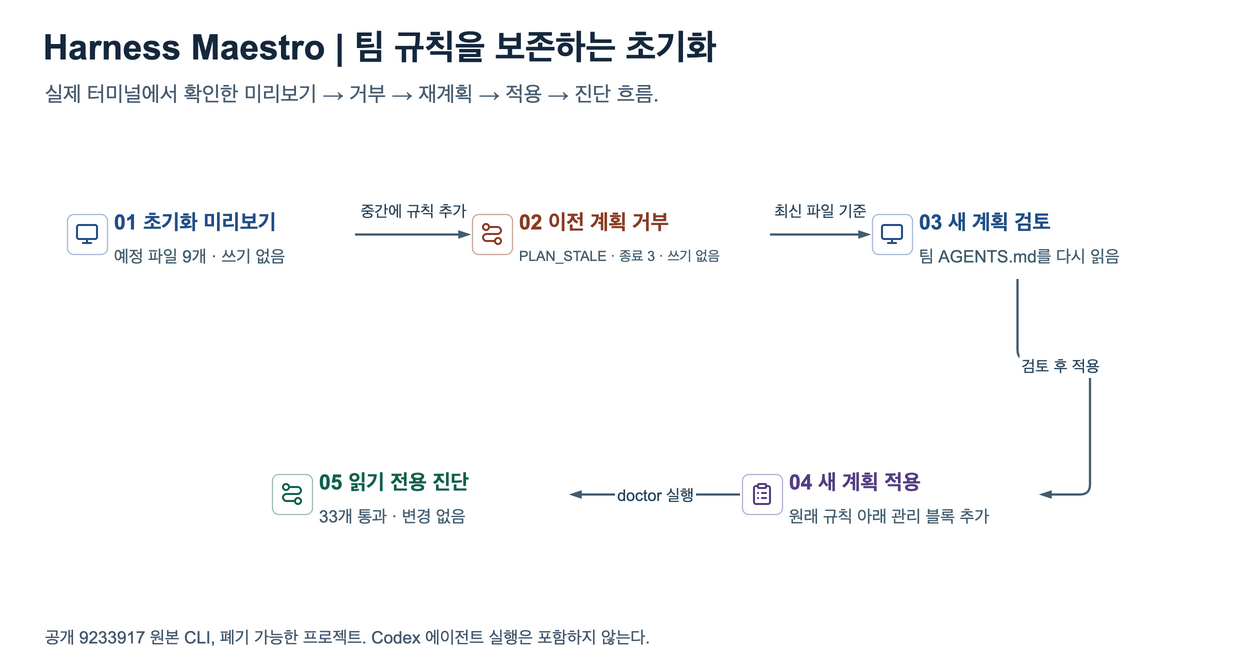 Harness Maestro | 팀 규칙을 보존하는 초기화
실제 터미널에서 확인한 미리보기 → 거부 → 재계획 → 적용 → 진단 흐름.
01 초기화 미리보기
예정 파일 9개 · 쓰기 없음
중간에 규칙 추가
02 이전 계획 거부
PLAN_STALE · 종료 3 · 쓰기 없음
최신 파일 기준
03 새 계획 검토
팀 AGENTS.md를 다시 읽음
검토 후 적용
04 새 계획 적용
원래 규칙 아래 관리 블록 추가
doctor 실행
05 읽기 전용 진단
33개 통과 · 변경 없음
공개 9233917 원본 CLI, 폐기 가능한 프로젝트. Codex 에이전트 실행은 포함하지 않는다.